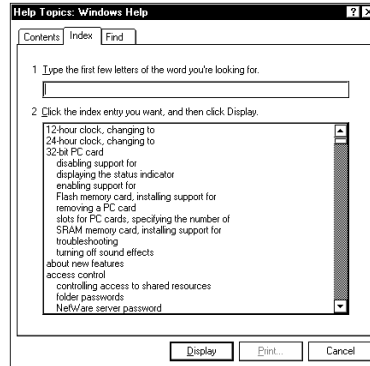 Help Topics: Windows Help
Contents Index Find
1 Type the first few letters of the word you're looking for.
2 Click the index entry you want, and then click Display.
12-hour clock, changing to
24-hour clock, changing to
32-bit PC card
disabling support for
displaying the status indicator
enabling support for
Flash memory card, installing support for
removing a PC card
slots for PC cards, specifying the number of
SRAM memory card, installing support for
troubleshooting
turning off sound effects
about new features
access control
controlling access to shared resources
folder passwords
NetWare server password
Display Print... Cancel